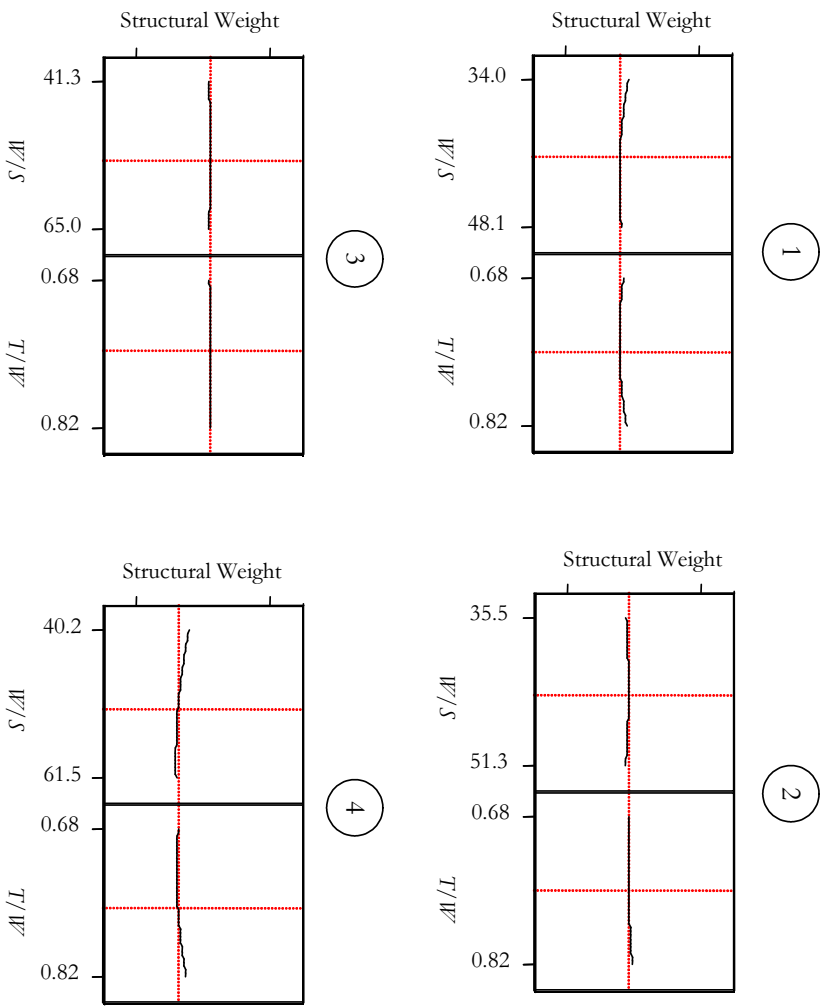 Structural Weight
41.3
W/S
65.0
0.68
T/W
0.82
3
Structural Weight
34.0
W/S
48.1
0.68
T/W
0.82
1
Structural Weight
40.2
W/S
61.5
0.68
T/W
0.82
4
Structural Weight
35.5
W/S
51.3
0.68
T/W
0.82
2